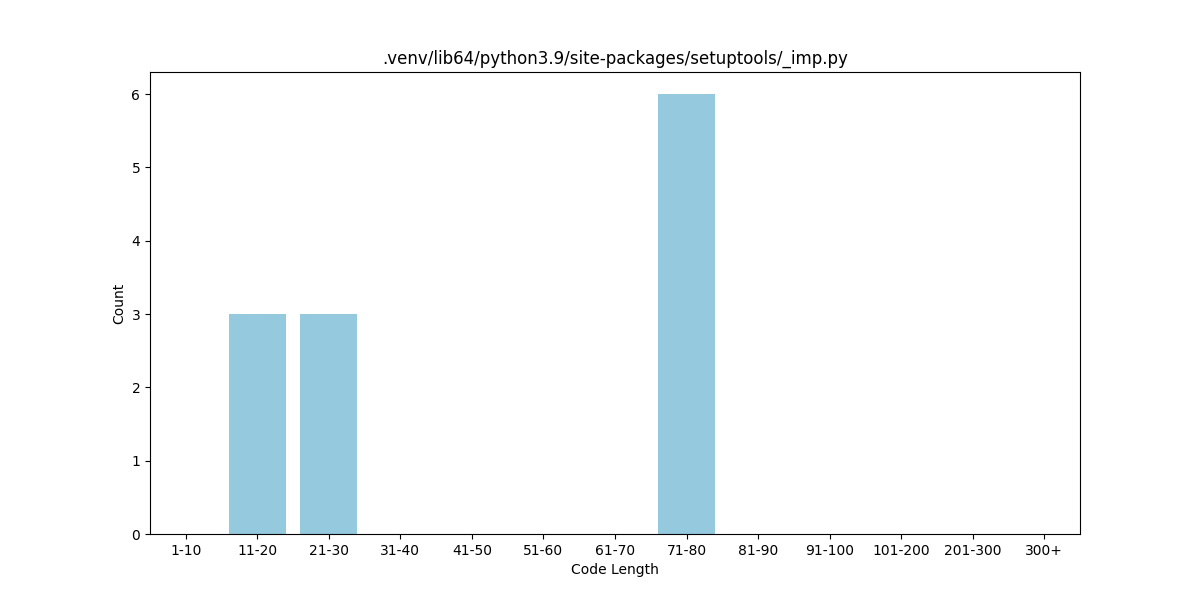 .venv/lib64/python3.9/site-packages/setuptools/_imp.py
6
5
4
3
2
1
0
Count
1-10 11-20 21-30 31-40 41-50 51-60 61-70 71-80 81-90 91-100 101-200 201-300 300+
Code Length